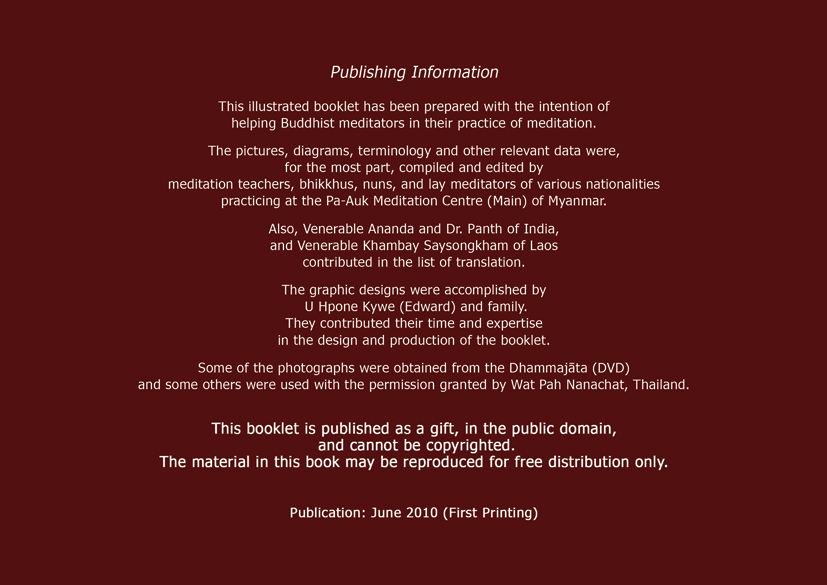 Publishing Information
This illustrated booklet has been prepared with the intention of
helping Buddhist meditators in their practice of meditation.
The pictures, diagrams, terminology and other relevant data were,
for the most part, compiled and edited by
meditation teachers, bhikkhus, nuns, and lay meditators of various nationalities
practicing at the Pa-Auk Meditation Centre (Main) of Myanmar.
Also, Venerable Ananda and Dr. Panth of India,
and Venerable Khambay Saysongkham of Laos
contributed in the list of translation.
The graphic designs were accomplished by
U Hpone Kywe (Edward) and family.
They contributed their time and expertise
in the design and production of the booklet.
Some of the photographs were obtained from the Dhammajāta (DVD)
and some others were used with the permission granted by Wat Pah Nanachat, Thailand.
This booklet is published as a gift, in the public domain,
and cannot be copyrighted.
The material in this book may be reproduced for free distribution only.
Publication: June 2010 (First Printing)